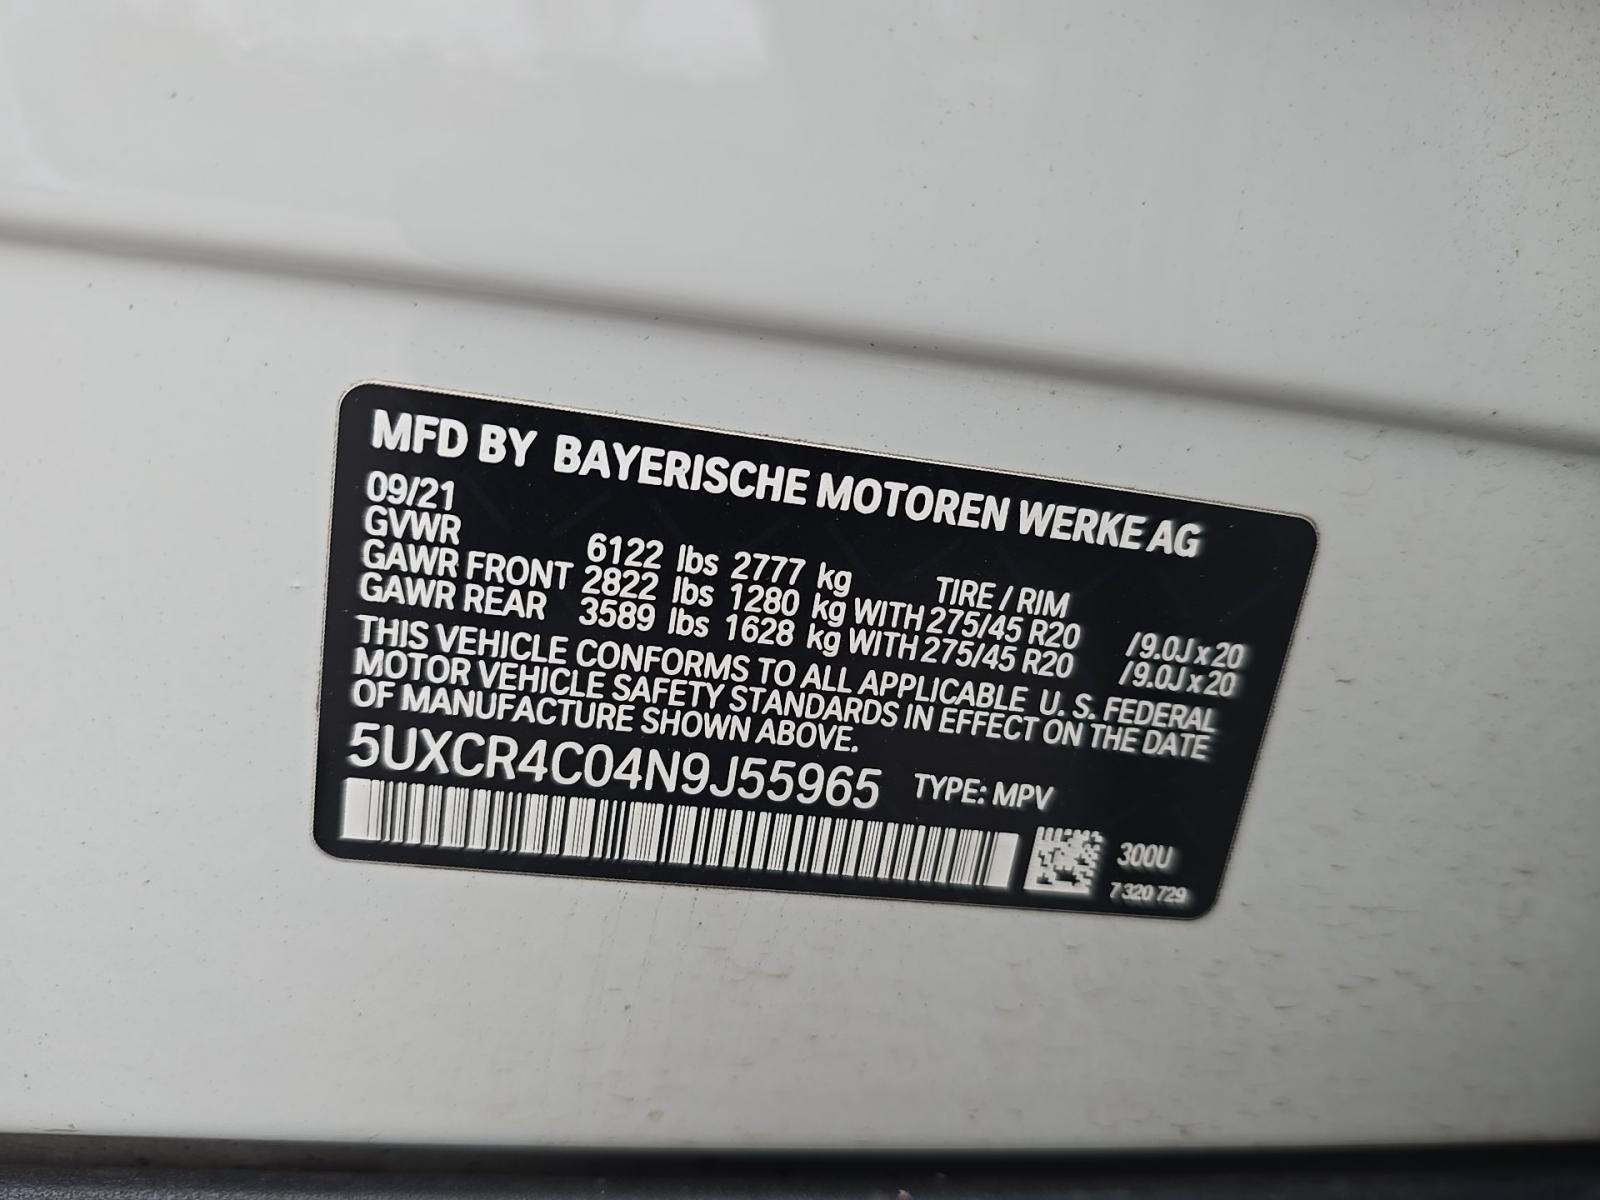 MFD BY BAYERISCHE MOTOREN WERKE AG
09/21
GVWR 6122 lbs 2777 kg TIRE / RIM
GAWR FRONT 2822 lbs 1280 kg WITH 275/45 R20 /9.0J x 20
GAWR REAR 3589 lbs 1628 kg WITH 275/45 R20 /9.0J x 20
THIS VEHICLE CONFORMS TO ALL APPLICABLE U. S. FEDERAL
MOTOR VEHICLE SAFETY STANDARDS IN EFFECT ON THE DATE
OF MANUFACTURE SHOWN ABOVE.
5UXCR4C04N9J55965 TYPE: MPV
300U
7 320 729